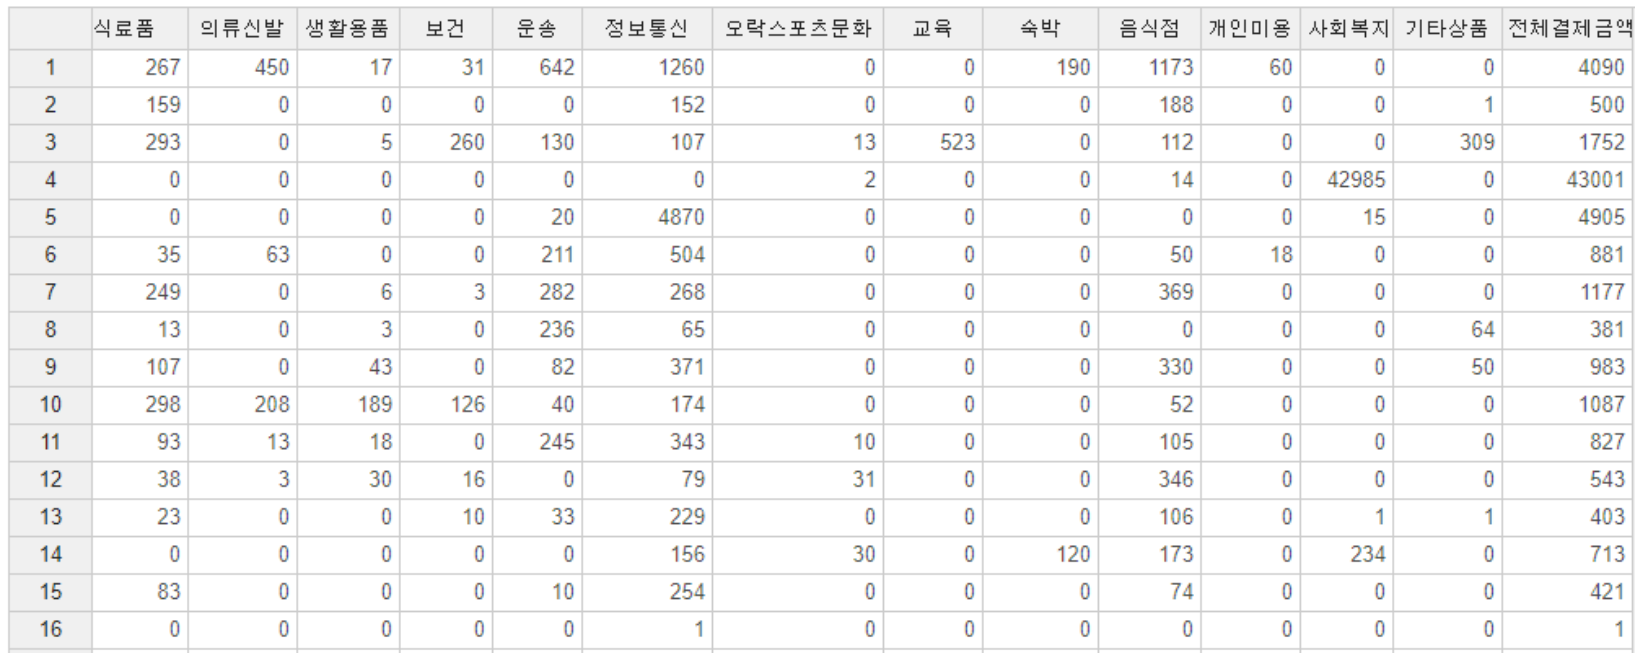 식료품 의류신발 생활용품 보건 운송 정보통신 오락스포츠문화 교육 숙박 음식점 개인미용 사회복지 기타상품 전체결제금액
1 267 450 17 31 642 1260 0 0 190 1173 60 0 0 4090
2 159 0 0 0 0 152 0 0 0 188 0 0 1 500
3 293 0 5 260 130 107 13 523 0 112 0 0 309 1752
4 0 0 0 0 0 0 2 0 0 14 0 42985 0 43001
5 0 0 0 0 20 4870 0 0 0 0 0 15 0 4905
6 35 63 0 0 211 504 0 0 0 50 18 0 0 881
7 249 0 6 3 282 268 0 0 0 369 0 0 0 1177
8 13 0 3 0 236 65 0 0 0 0 0 0 64 381
9 107 0 43 0 82 371 0 0 0 330 0 0 50 983
10 298 208 189 126 40 174 0 0 0 52 0 0 0 1087
11 93 13 18 0 245 343 10 0 0 105 0 0 0 827
12 38 3 30 16 0 79 31 0 0 346 0 0 0 543
13 23 0 0 10 33 229 0 0 0 106 0 1 1 403
14 0 0 0 0 0 156 30 0 120 173 0 234 0 713
15 83 0 0 0 10 254 0 0 0 74 0 0 0 421
16 0 0 0 0 0 1 0 0 0 0 0 0 0 1